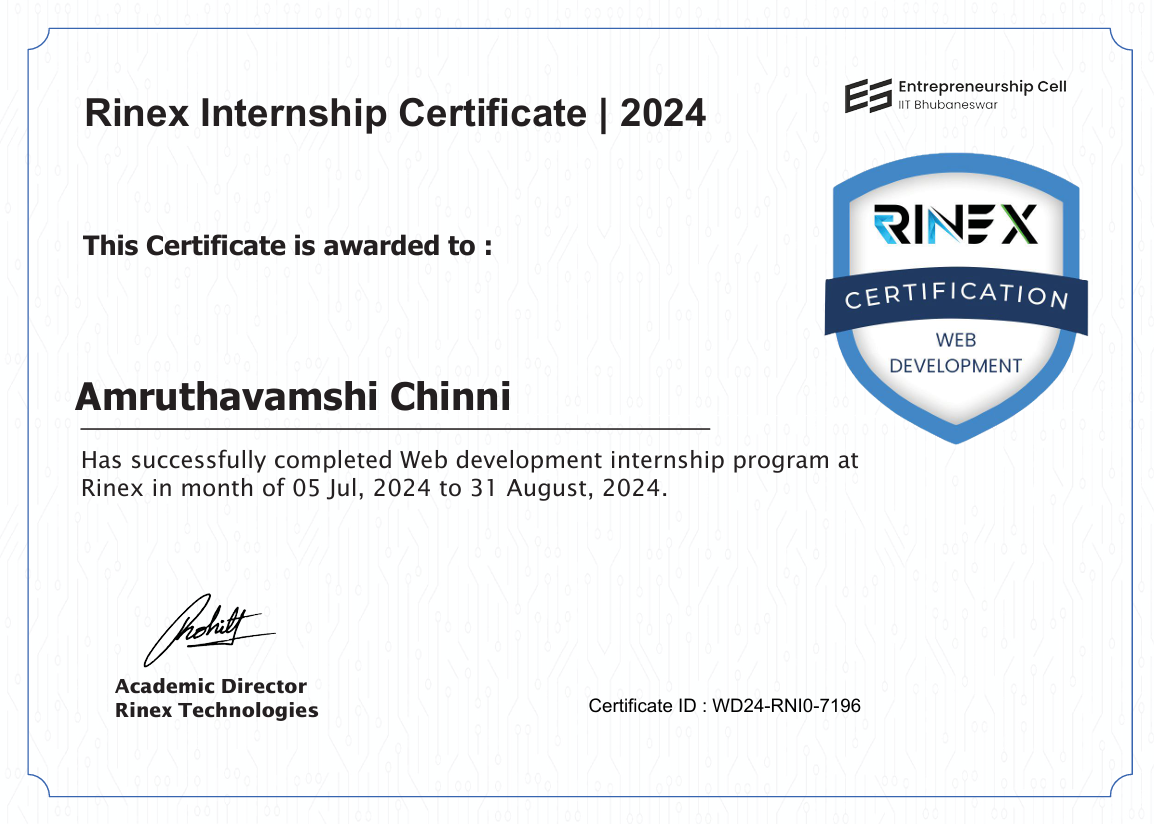 Rinex Internship Certificate | 2024
Entrepreneurship Cell
IIT Bhubaneswar
RINEX
CERTIFICATION
WEB
DEVELOPMENT
This Certificate is awarded to :
Amruthavamshi Chinni
Has successfully completed Web development internship program at
Rinex in month of 05 Jul, 2024 to 31 August, 2024.
Academic Director
Rinex Technologies
Certificate ID : WD24-RNI0-7196